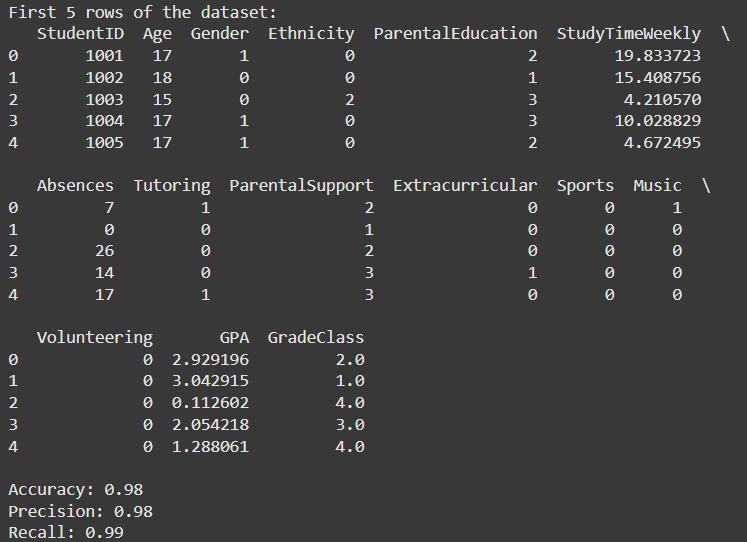 First 5 rows of the dataset:
   StudentID  Age  Gender  Ethnicity  ParentalEducation  StudyTimeWeekly  \
0       1001   17       1          0                  2        19.833723
1       1002   18       0          0                  1        15.408756
2       1003   15       0          2                  3         4.210570
3       1004   17       1          0                  3        10.028829
4       1005   17       1          0                  2         4.672495
   Absences  Tutoring  ParentalSupport  Extracurricular  Sports  Music  \
0         7         1                2                0       0      1
1         0         0                1                0       0      0
2        26         0                2                0       0      0
3        14         0                3                1       0      0
4        17         1                3                0       0      0
   Volunteering       GPA  GradeClass
0             0  2.929196         2.0
1             0  3.042915         1.0
2             0  0.112602         4.0
3             0  2.054218         3.0
4             0  1.288061         4.0
Accuracy: 0.98
Precision: 0.98
Recall: 0.99